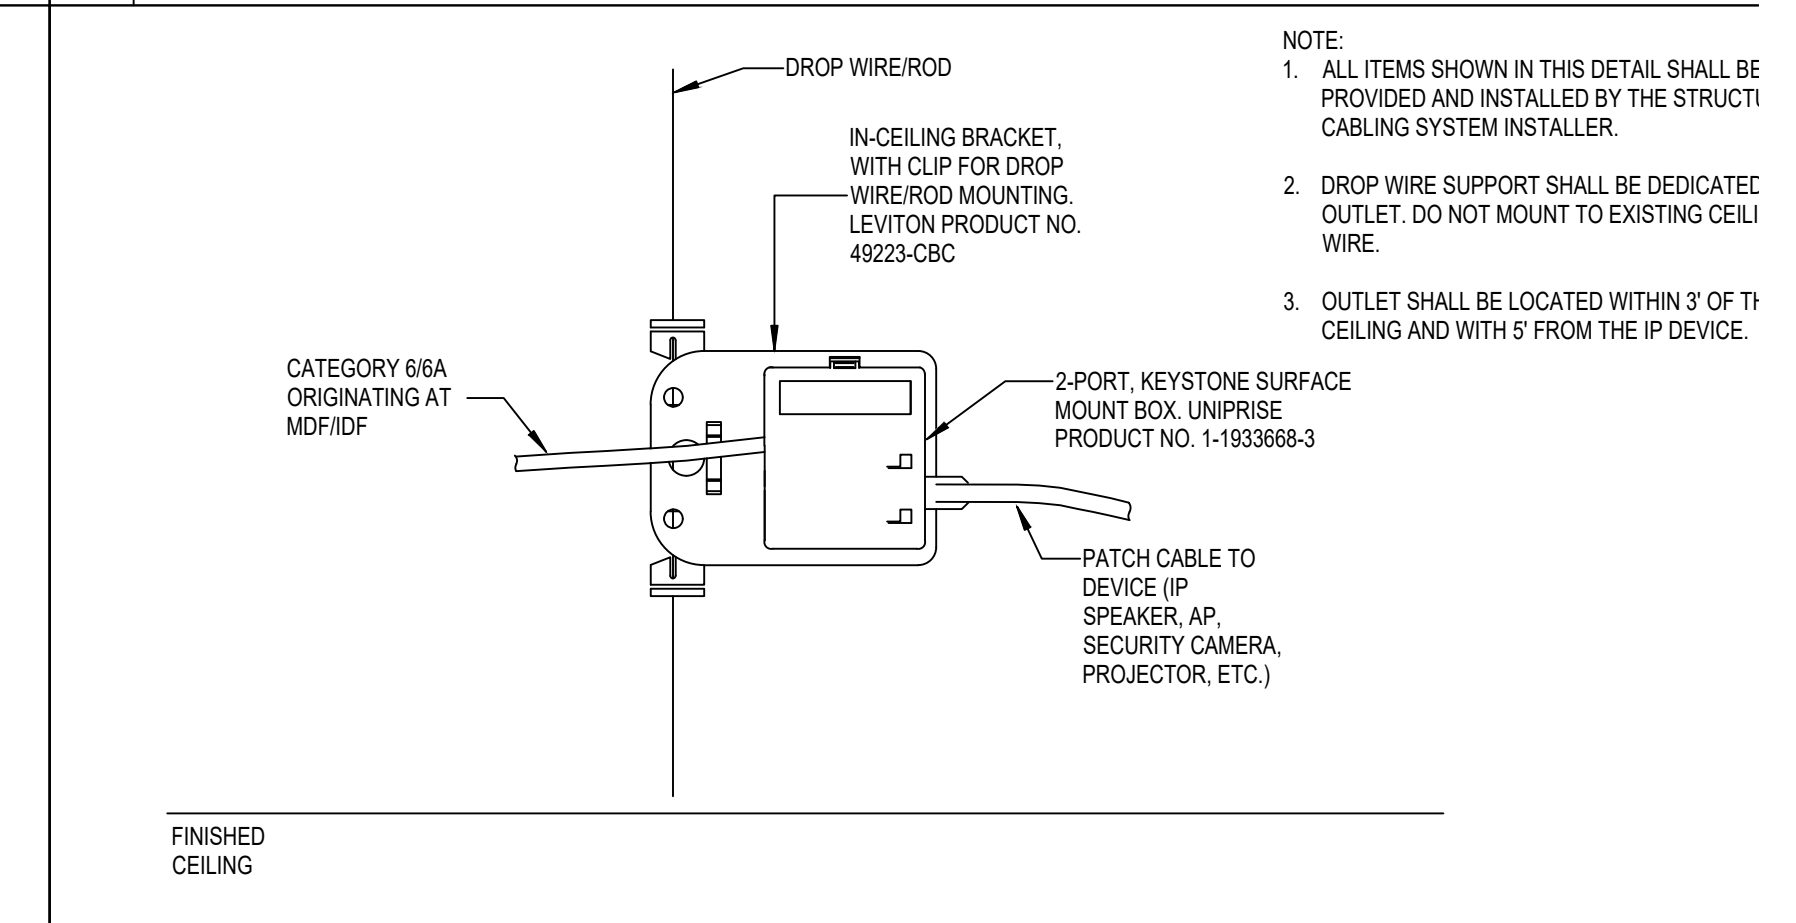 DROP WIRE/ROD
IN-CEILING BRACKET,
WITH CLIP FOR DROP
WIRE/ROD MOUNTING.
LEVITON PRODUCT NO.
49223-CBC
NOTE:
1. ALL ITEMS SHOWN IN THIS DETAIL SHALL BE
PROVIDED AND INSTALLED BY THE
CABLING SYSTEM INSTALLER.
2. DROP WIRE SUPPORT SHALL BE DEDICATED
OUTLET. DO NOT MOUNT TO EXISTING
WIRE.
3. OUTLET SHALL BE LOCATED WITHIN 3' OF
CEILING AND WITH 5' FROM THE IP DEVICE.
CATEGORY 6/6A
ORIGINATING AT
MDF/IDF
2-PORT, KEYSTONE SURFACE
MOUNT BOX. UNIPRISE
PRODUCT NO. 1-1933668-3
PATCH CABLE TO
DEVICE (IP
SPEAKER, AP,
SECURITY CAMERA,
PROJECTOR, ETC.)
FINISHED
CEILING